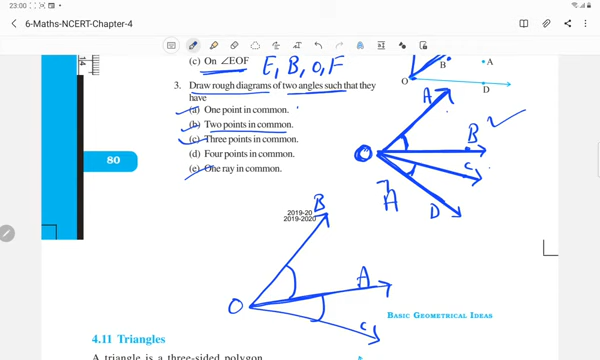 23:00
6-Maths-NCERT-Chapter-4
(c) On ∠EOF E, B, O, F
B
A
O
D
3. Draw rough diagrams of two angles such that they
have
(a) One point in common.
(b) Two points in common.
(c) Three points in common.
(d) Four points in common.
(e) One ray in common.
80
A
B
O
C
A
D
2019-20
2019-2020
B
A
O
C
BASIC GEOMETRICAL IDEAS
4.11 Triangles
A triangle is a three-sided polygon.